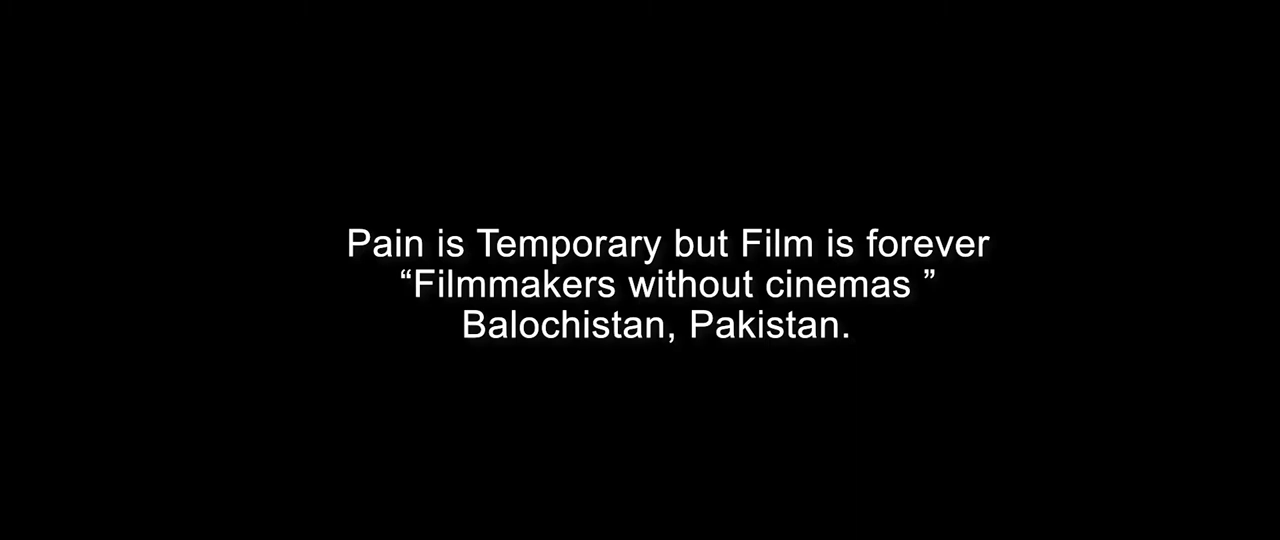 Pain is Temporary but Film is forever
“Filmmakers without cinemas ”
Balochistan, Pakistan.